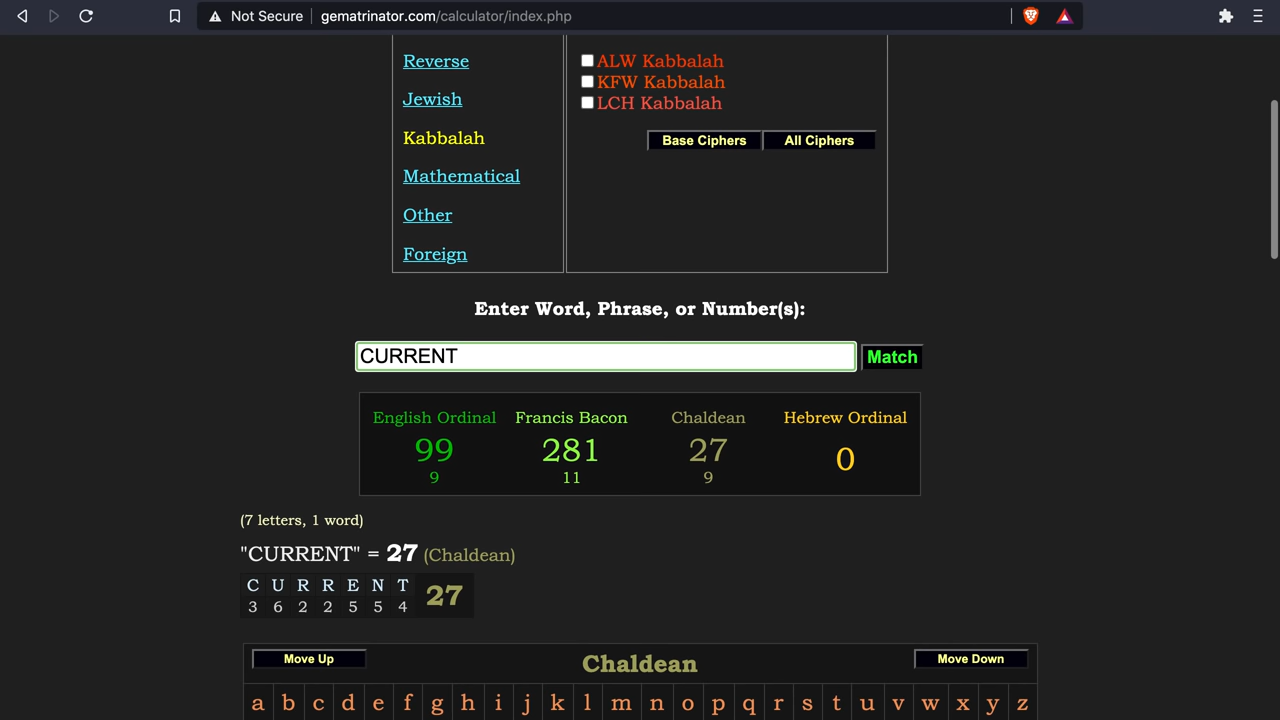 Not Secure gematrinator.com/calculator/index.php
Reverse
Jewish
Kabbalah
Mathematical
Other
Foreign
ALW Kabbalah
KFW Kabbalah
LCH Kabbalah
Base Ciphers All Ciphers
Enter Word, Phrase, or Number(s):
CURRENT Match
English Ordinal Francis Bacon Chaldean Hebrew Ordinal
99 281 27 0
9 11 9
(7 letters, 1 word)
"CURRENT" = 27 (Chaldean)
C U R R E N T 27
3 6 2 2 5 5 4
Move Up Chaldean Move Down
a b c d e f g h i j k l m n o p q r s t u v w x y z